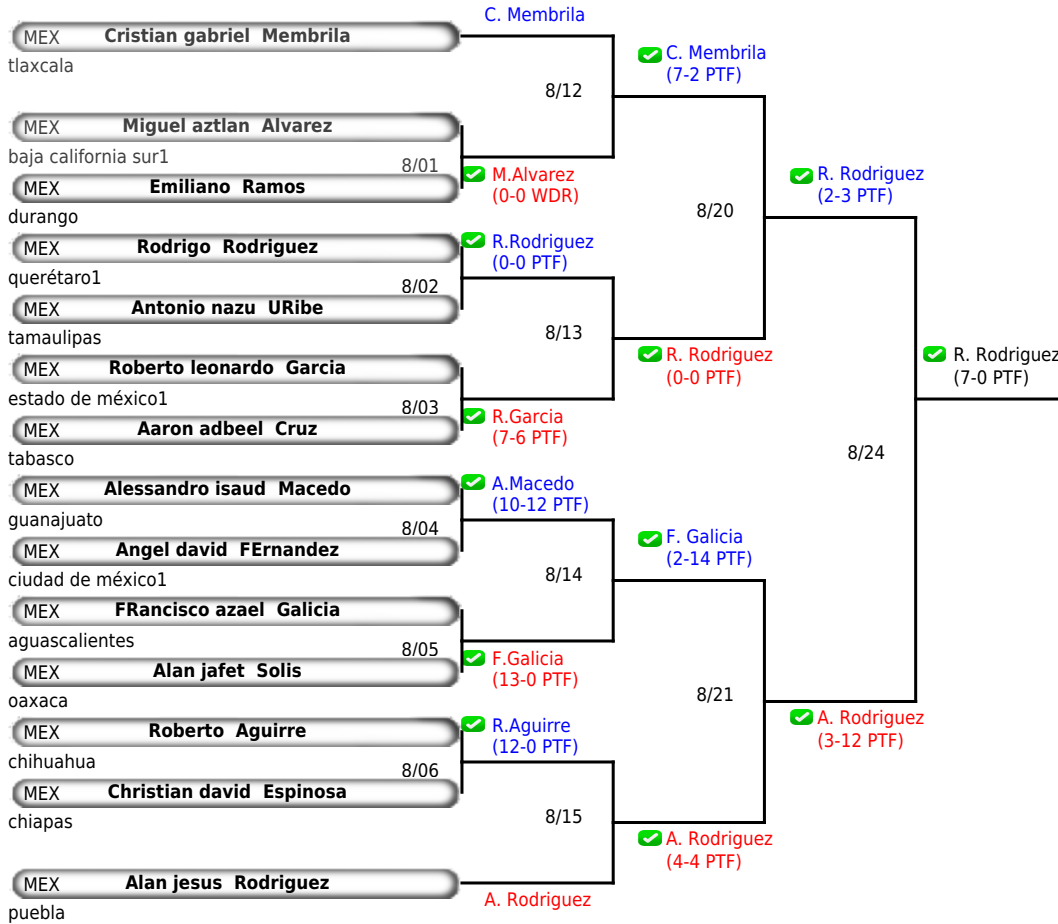 C. Membrila
MEX Cristian gabriel Membrila
tlaxcala
C. Membrila
(7-2 PTF)
8/12
MEX Miguel aztlan Alvarez
baja california sur1
8/01
M.Alvarez
(0-0 WDR)
MEX Emiliano Ramos
durango
R. Rodriguez
(2-3 PTF)
8/20
MEX Rodrigo Rodriguez
querétaro1
R.Rodriguez
(0-0 PTF)
8/02
MEX Antonio nazu URibe
tamaulipas
8/13
MEX Roberto leonardo Garcia
estado de méxico1
R. Rodriguez
(0-0 PTF)
R. Rodriguez
(7-0 PTF)
8/03
R.Garcia
(7-6 PTF)
MEX Aaron adbeel Cruz
tabasco
8/24
MEX Alessandro isaud Macedo
guanajuato
A.Macedo
(10-12 PTF)
8/04
MEX Angel david FErnandez
ciudad de méxico1
F. Galicia
(2-14 PTF)
8/14
MEX FRancisco azael Galicia
aguascalientes
8/05
F.Galicia
(13-0 PTF)
MEX Alan jafet Solis
oaxaca
8/21
MEX Roberto Aguirre
chihuahua
R.Aguirre
(12-0 PTF)
A. Rodriguez
(3-12 PTF)
8/06
MEX Christian david Espinosa
chiapas
8/15
A. Rodriguez
(4-4 PTF)
MEX Alan jesus Rodriguez
puebla
A. Rodriguez